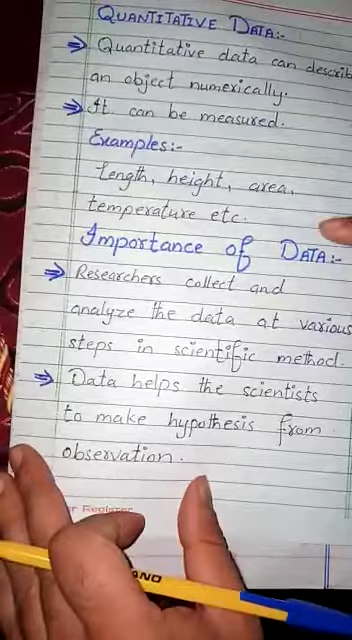 QUANTITATIVE DATA:-
⇒ Quantitative data can describ
an object numerically.
⇒ It can be measured.
Examples:-
Length, height, area,
temperature etc.
Importance of DATA:-
⇒ Researchers collect and
analyze the data at various
steps in scientific method.
⇒ Data helps the scientists
to make hypothesis from
observation.
r Register
ANO